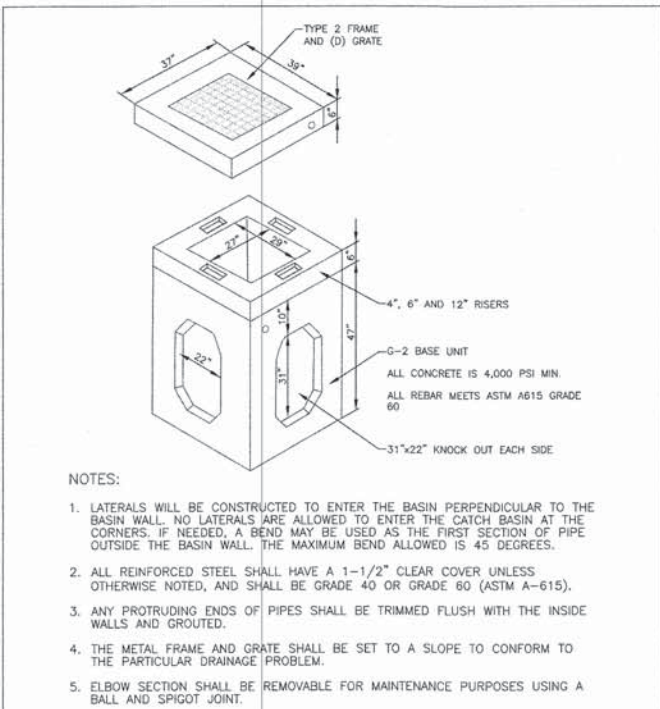 TYPE 2 FRAME
AND (D) GRATE
37"
39"
6"
27"
29"
6"
4", 6" AND 12" RISERS
10"
47"
G-2 BASE UNIT
22"
31"
ALL CONCRETE IS 4,000 PSI MIN.
ALL REBAR MEETS ASTM A615 GRADE
60
31"x22" KNOCK OUT EACH SIDE
NOTES:
1. LATERALS WILL BE CONSTRUCTED TO ENTER THE BASIN PERPENDICULAR TO THE
BASIN WALL. NO LATERALS ARE ALLOWED TO ENTER THE CATCH BASIN AT THE
CORNERS. IF NEEDED, A BEND MAY BE USED AS THE FIRST SECTION OF PIPE
OUTSIDE THE BASIN WALL. THE MAXIMUM BEND ALLOWED IS 45 DEGREES.
2. ALL REINFORCED STEEL SHALL HAVE A 1-1/2" CLEAR COVER UNLESS
OTHERWISE NOTED, AND SHALL BE GRADE 40 OR GRADE 60 (ASTM A-615).
3. ANY PROTRUDING ENDS OF PIPES SHALL BE TRIMMED FLUSH WITH THE INSIDE
WALLS AND GROUTED.
4. THE METAL FRAME AND GRATE SHALL BE SET TO A SLOPE TO CONFORM TO
THE PARTICULAR DRAINAGE PROBLEM.
5. ELBOW SECTION SHALL BE REMOVABLE FOR MAINTENANCE PURPOSES USING A
BALL AND SPIGOT JOINT.